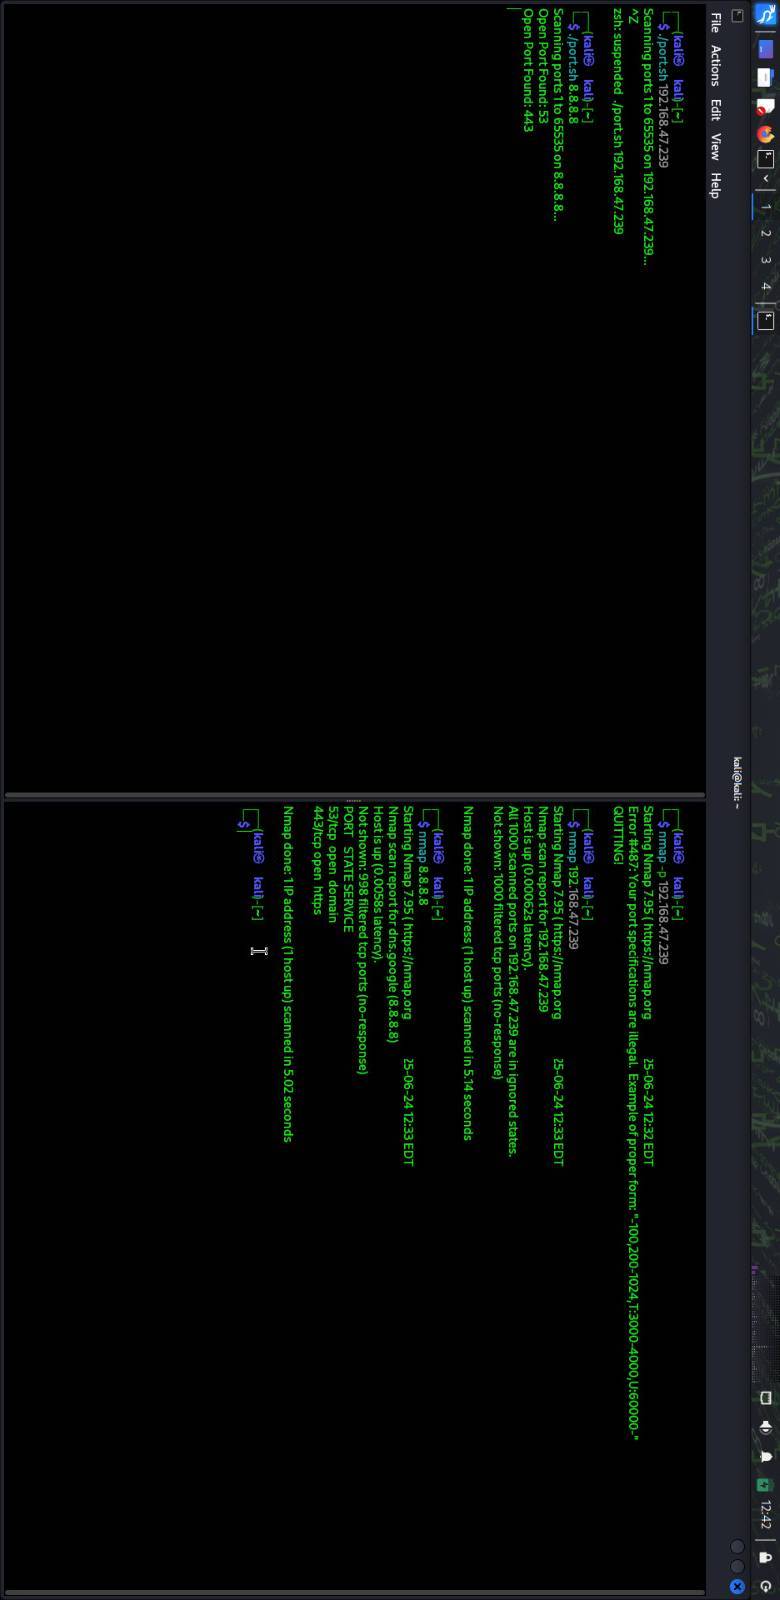 1 2 3 4
12:42
kali@kali: ~
File Actions Edit View Help
(kali㉿ kali)-[~]
$ ./port.sh 192.168.47.239
Scanning ports 1 to 65535 on 192.168.47.239...
^Z
zsh: suspended ./port.sh 192.168.47.239
(kali㉿ kali)-[~]
$ ./port.sh 8.8.8.8
Scanning ports 1 to 65535 on 8.8.8.8...
Open Port Found: 53
Open Port Found: 443
(kali㉿ kali)-[~]
$ nmap -p 192.168.47.239
Starting Nmap 7.95 ( https://nmap.org 25-06-24 12:32 EDT
Error #487: Your port specifications are illegal. Example of proper form: "-100,200-1024,T:3000-4000,U:60000-"
QUITTING!
(kali㉿ kali)-[~]
$ nmap 192.168.47.239
Starting Nmap 7.95 ( https://nmap.org 25-06-24 12:33 EDT
Nmap scan report for 192.168.47.239
Host is up (0.00062s latency).
All 1000 scanned ports on 192.168.47.239 are in ignored states.
Not shown: 1000 filtered tcp ports (no-response)
Nmap done: 1 IP address (1 host up) scanned in 5.14 seconds
(kali㉿ kali)-[~]
$ nmap 8.8.8.8
Starting Nmap 7.95 ( https://nmap.org 25-06-24 12:33 EDT
Nmap scan report for dns.google (8.8.8.8)
Host is up (0.0058s latency).
Not shown: 998 filtered tcp ports (no-response)
PORT STATE SERVICE
53/tcp open domain
443/tcp open https
Nmap done: 1 IP address (1 host up) scanned in 5.02 seconds
(kali㉿ kali)-[~]
$